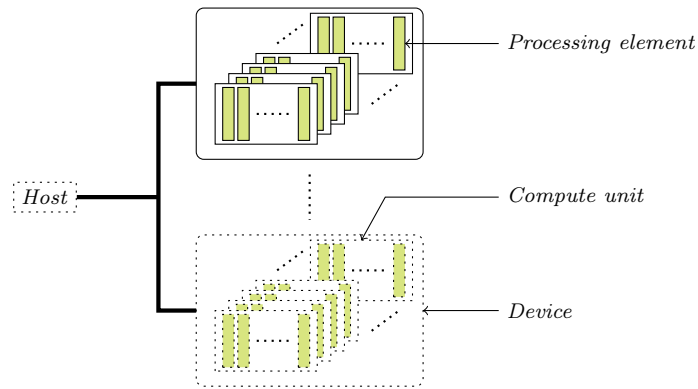 Processing element
Host
Compute unit
Device